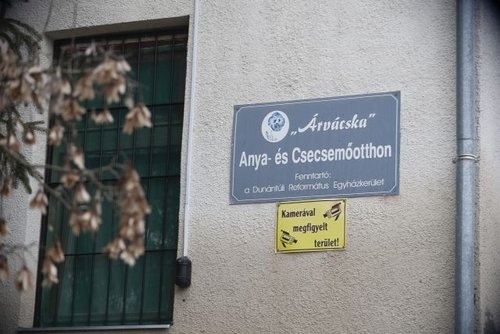 „Árvácska”
Anya- és Csecsemőotthon
Fenntartó:
a Dunántúli Református Egyházkerület
Kamerával
megfigyelt
terület!